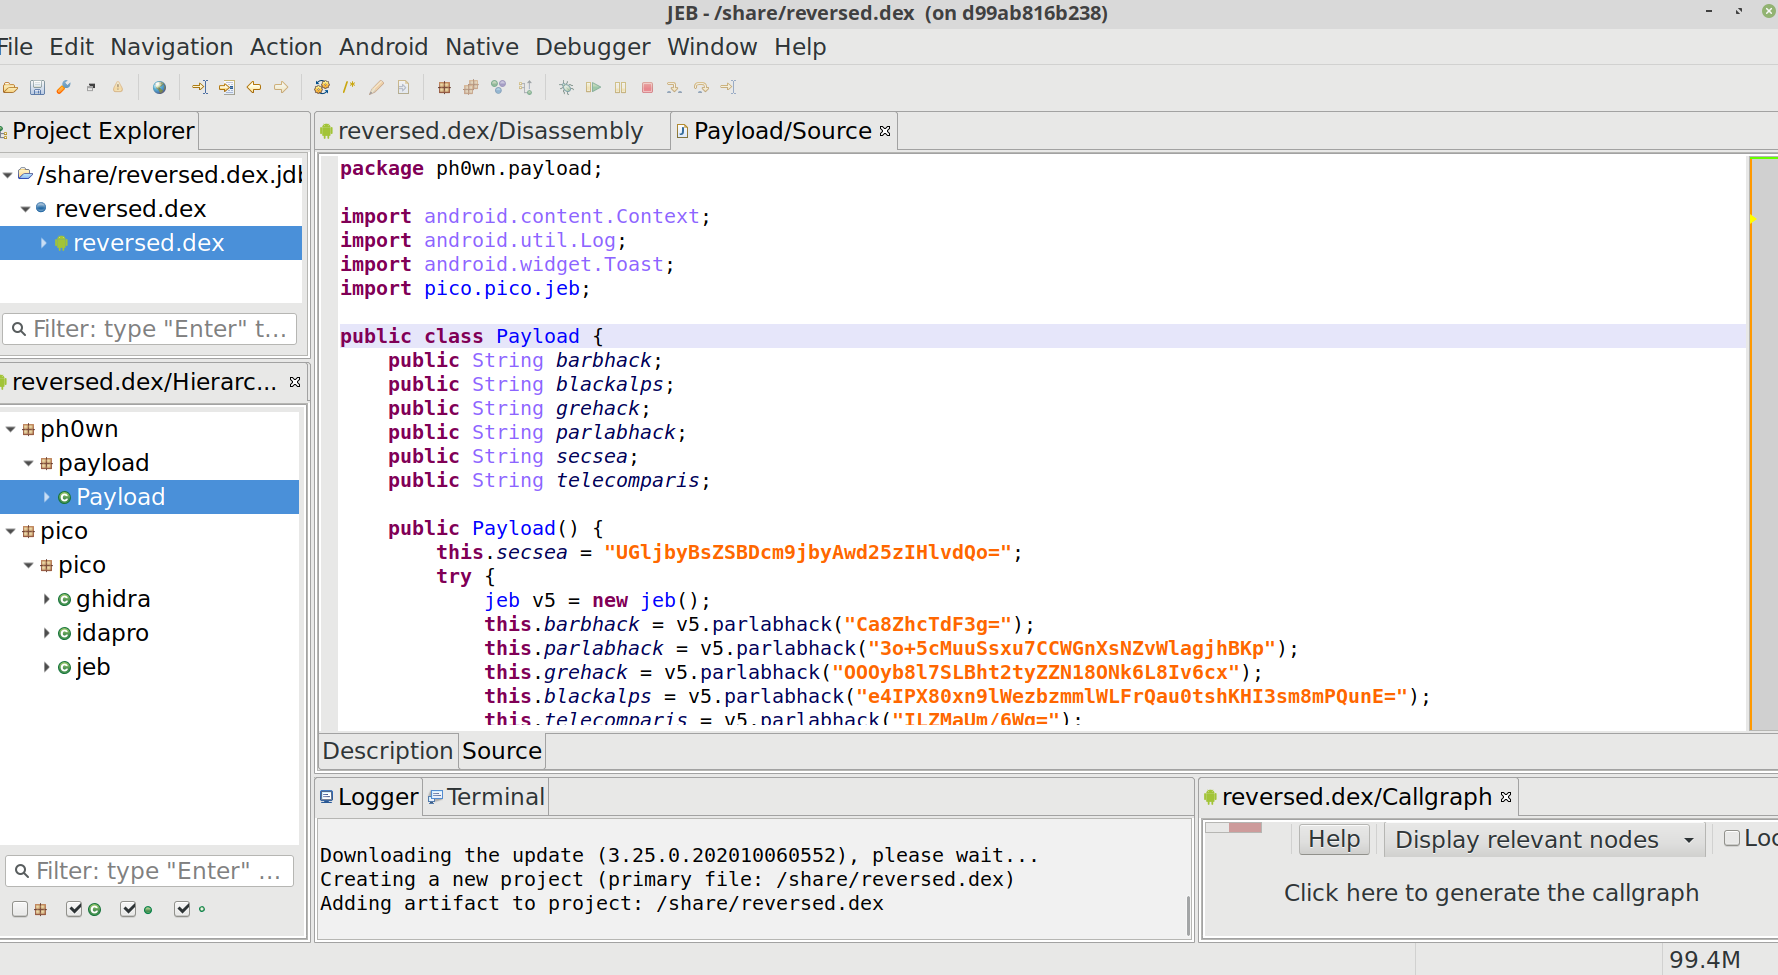 JEB - /share/reversed.dex (on d99ab816b238)
File Edit Navigation Action Android Native Debugger Window Help
Project Explorer
/share/reversed.dex.jdb
reversed.dex
reversed.dex
Filter: type "Enter" t...
reversed.dex/Hierarc...
ph0wn
payload
Payload
pico
pico
ghidra
idapro
jeb
Filter: type "Enter" ...
reversed.dex/Disassembly
Payload/Source
package ph0wn.payload;
import android.content.Context;
import android.util.Log;
import android.widget.Toast;
import pico.pico.jeb;
public class Payload {
public String barbhack;
public String blackalps;
public String grehack;
public String parlabhack;
public String secsea;
public String telecomparis;
public Payload() {
this.secsea = "UGljbyBsZSBDcm9jbyAwd25zIHlvdQo=";
try {
jeb v5 = new jeb();
this.barbhack = v5.parlabhack("Ca8ZhcTdF3g=");
this.parlabhack = v5.parlabhack("3o+5cMuuSsxu7CCWGnXsNZvWlagjhBKp");
this.grehack = v5.parlabhack("OOOyb8l7SLBht2tyZZN18ONk6L8Iv6cx");
this.blackalps = v5.parlabhack("e4IPX80xn9lWezbzmmlWLFrQau0tshKHI3sm8mPQunE=");
this.telecomparis = v5.parlabhack("ILZMaUm/6Wg=");
Description Source
Logger Terminal
Downloading the update (3.25.0.202010060552), please wait...
Creating a new project (primary file: /share/reversed.dex)
Adding artifact to project: /share/reversed.dex
reversed.dex/Callgraph
Help Display relevant nodes Loc
Click here to generate the callgraph
99.4M